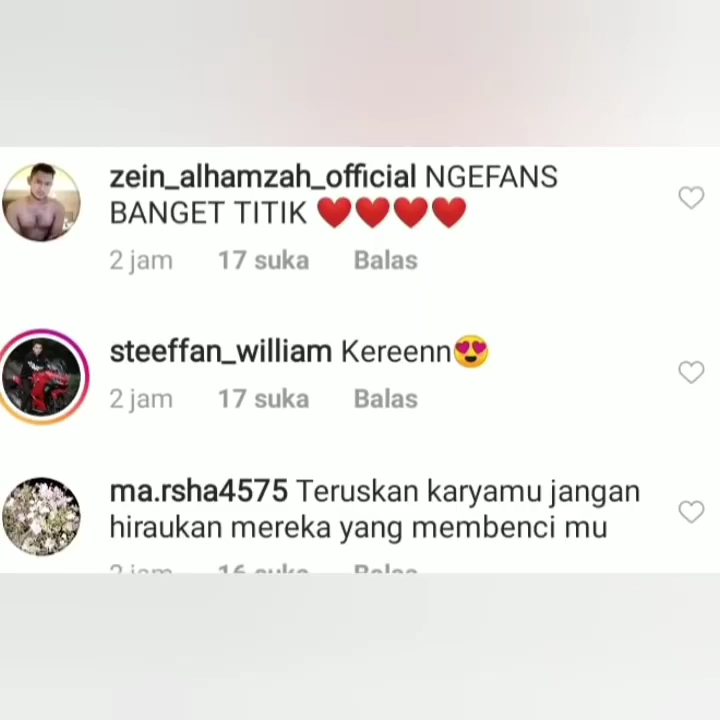 zein_alhamzah_official NGEFANS
BANGET TITIK ❤️❤️❤️❤️
2 jam 17 suka Balas
steeffan_william Kereenn😍
2 jam 17 suka Balas
ma.rsha4575 Teruskan karyamu jangan
hiraukan mereka yang membenci mu
2 jam 16 suka Balas